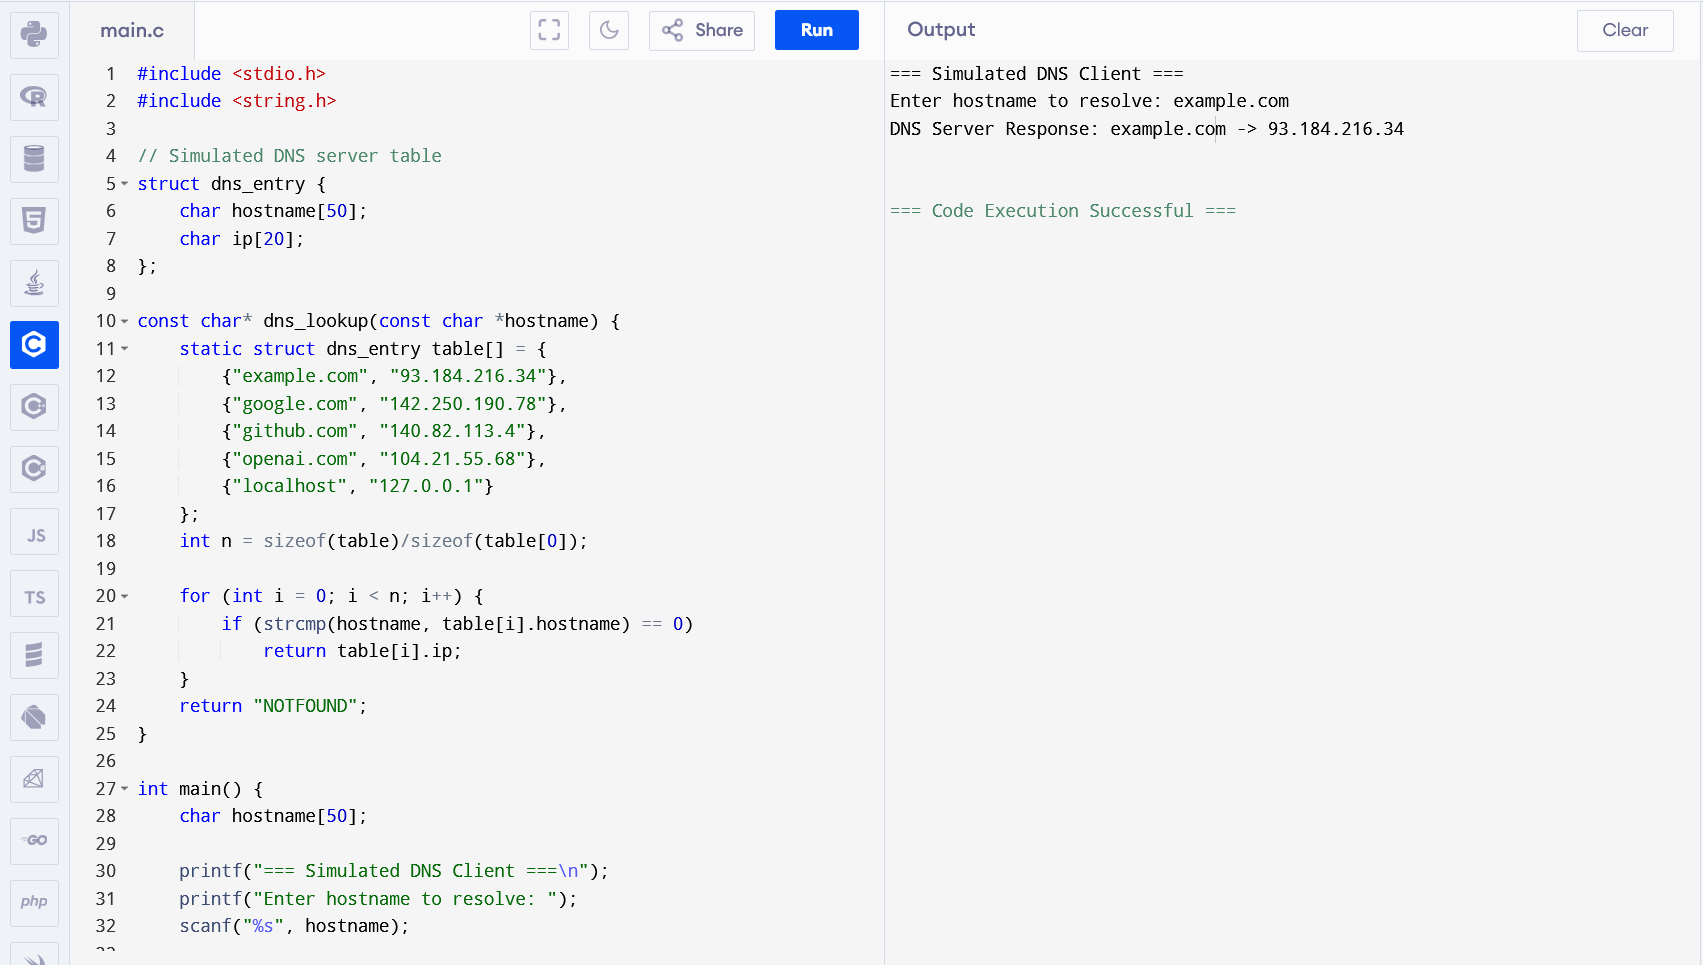 main.c
Share
Run
Output
Clear
1 #include <stdio.h>
2 #include <string.h>
3
4 // Simulated DNS server table
5 struct dns_entry {
6     char hostname[50];
7     char ip[20];
8 };
9
10 const char* dns_lookup(const char *hostname) {
11     static struct dns_entry table[] = {
12         {"example.com", "93.184.216.34"},
13         {"google.com", "142.250.190.78"},
14         {"github.com", "140.82.113.4"},
15         {"openai.com", "104.21.55.68"},
16         {"localhost", "127.0.0.1"}
17     };
18     int n = sizeof(table)/sizeof(table[0]);
19
20     for (int i = 0; i < n; i++) {
21         if (strcmp(hostname, table[i].hostname) == 0)
22             return table[i].ip;
23     }
24     return "NOTFOUND";
25 }
26
27 int main() {
28     char hostname[50];
29
30     printf("=== Simulated DNS Client ===\n");
31     printf("Enter hostname to resolve: ");
32     scanf("%s", hostname);
=== Simulated DNS Client ===
Enter hostname to resolve: example.com
DNS Server Response: example.com -> 93.184.216.34
=== Code Execution Successful ===
R
5
C
C
C
JS
TS
GO
php